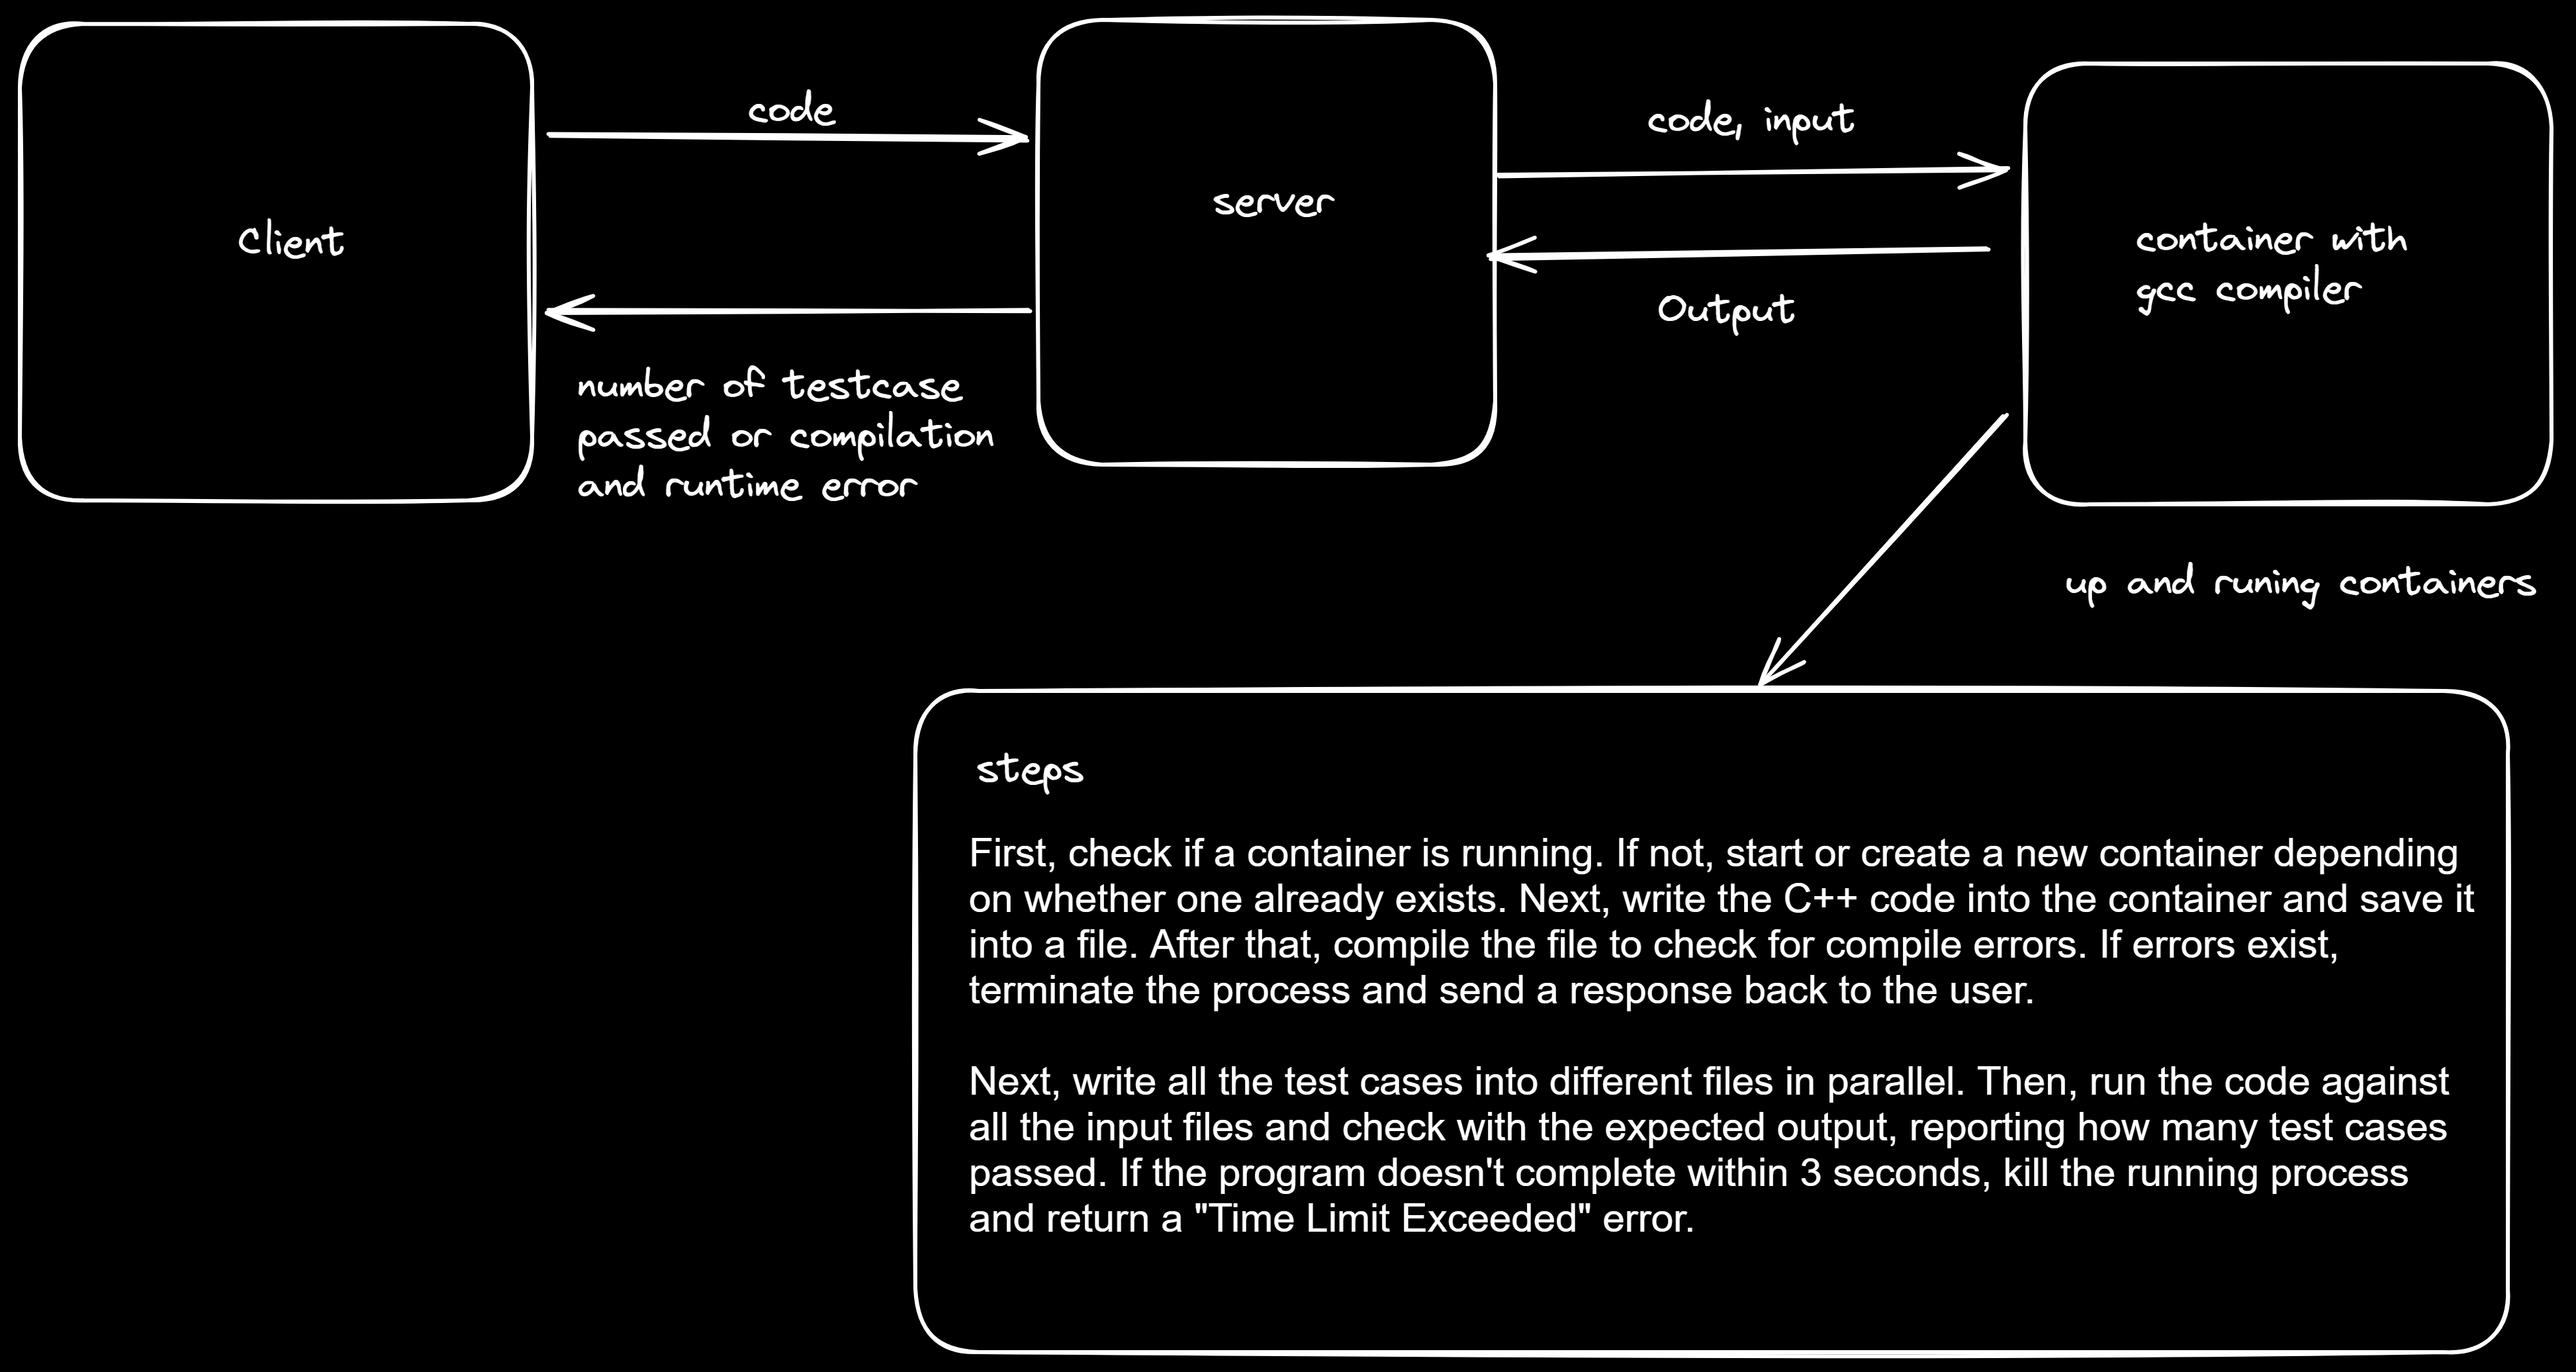 code
code, input
server
Client
container with
gcc compiler
Output
number of testcase
passed or compilation
and runtime error
up and runing containers
steps
First, check if a container is running. If not, start or create a new container depending
on whether one already exists. Next, write the C++ code into the container and save it
into a file. After that, compile the file to check for compile errors. If errors exist,
terminate the process and send a response back to the user.
Next, write all the test cases into different files in parallel. Then, run the code against
all the input files and check with the expected output, reporting how many test cases
passed. If the program doesn't complete within 3 seconds, kill the running process
and return a "Time Limit Exceeded" error.